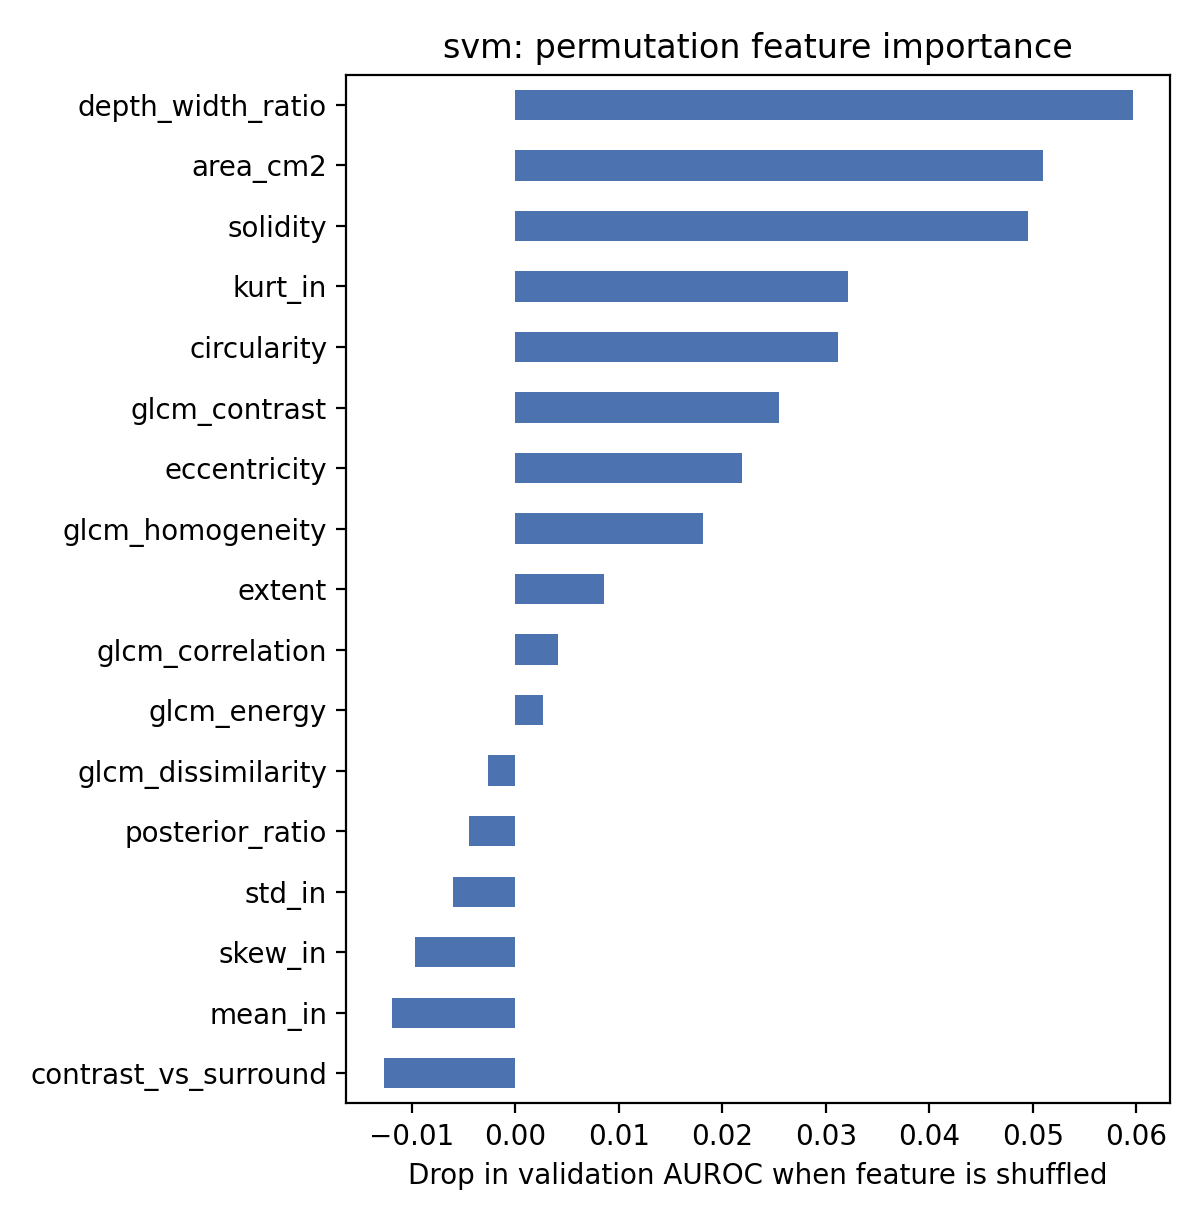 svm: permutation feature importance
depth_width_ratio
area_cm2
solidity
kurt_in
circularity
glcm_contrast
eccentricity
glcm_homogeneity
extent
glcm_correlation
glcm_energy
glcm_dissimilarity
posterior_ratio
std_in
skew_in
mean_in
contrast_vs_surround
−0.01 0.00 0.01 0.02 0.03 0.04 0.05 0.06
Drop in validation AUROC when feature is shuffled